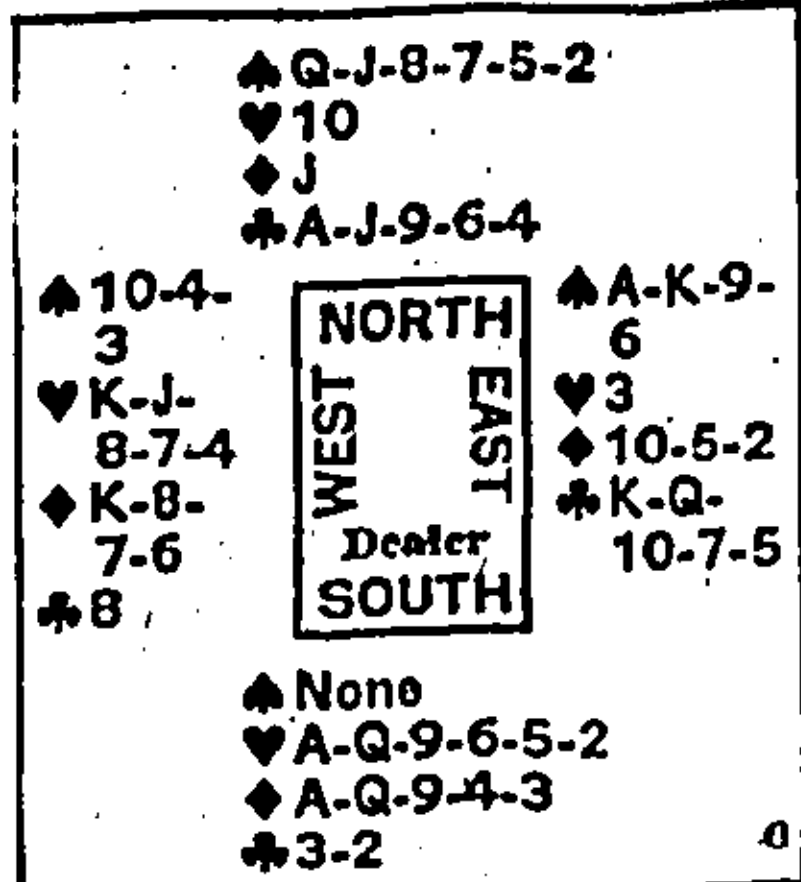 ♠ Q-J-8-7-5-2
♥ 10
♦ J
♣ A-J-9-6-4
♠ 10-4-
3
♥ K-J-
8-7-4
♦ K-8-
7-6
♣ 8
NORTH
WEST
EAST
Dealer
SOUTH
♠ A-K-9-
6
♥ 3
♦ 10-5-2
♣ K-Q-
10-7-5
♠ None
♥ A-Q-9-6-5-2
♦ A-Q-9-4-3
♣ 3-2